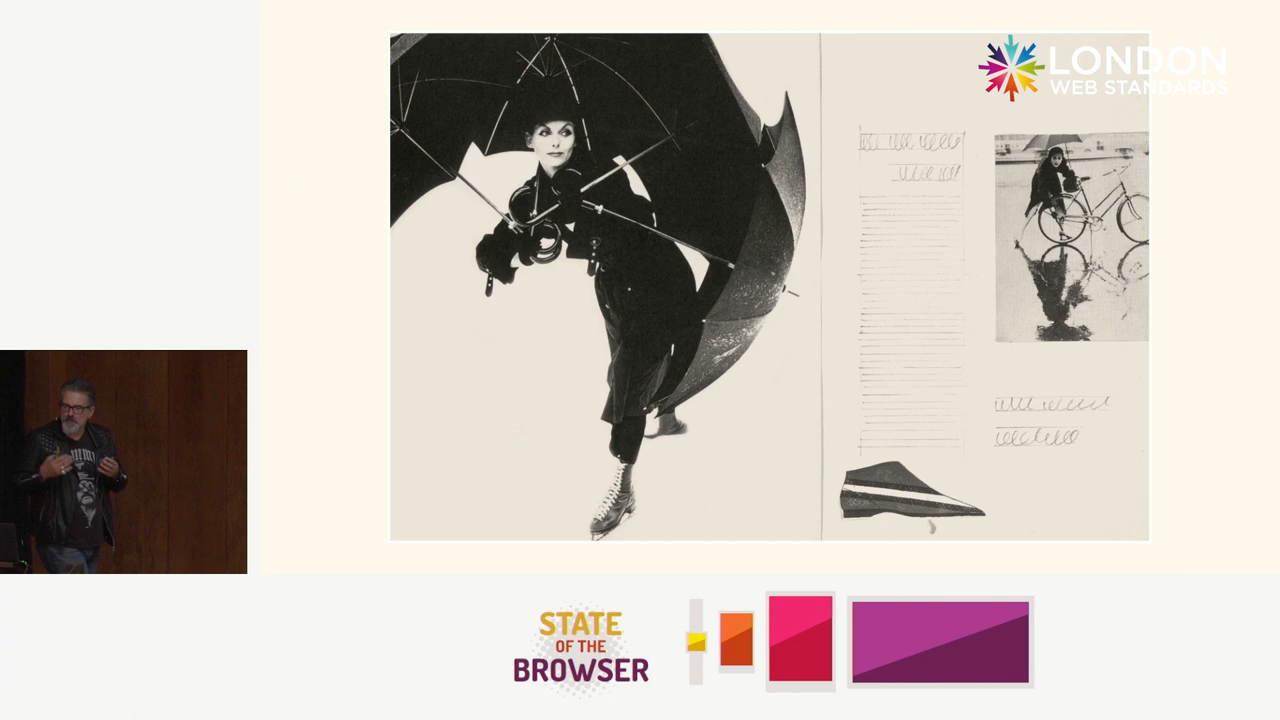 LONDON
WEB STANDARDS
STATE
OF THE
BROWSER